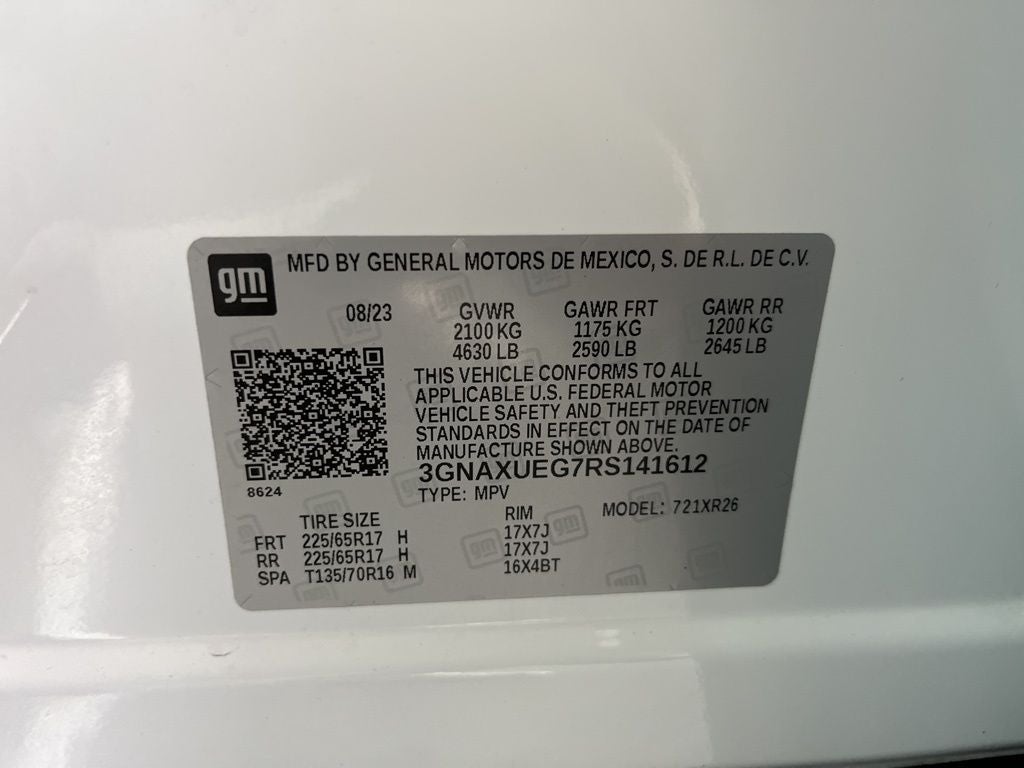 gm MFD BY GENERAL MOTORS DE MEXICO, S. DE R.L. DE C.V.
08/23 GVWR GAWR FRT GAWR RR
2100 KG 1175 KG 1200 KG
4630 LB 2590 LB 2645 LB
THIS VEHICLE CONFORMS TO ALL
APPLICABLE U.S. FEDERAL MOTOR
VEHICLE SAFETY AND THEFT PREVENTION
STANDARDS IN EFFECT ON THE DATE OF
MANUFACTURE SHOWN ABOVE.
3GNAXUEG7RS141612
8624 TYPE: MPV
TIRE SIZE RIM MODEL: 721XR26
FRT 225/65R17 H 17X7J
RR 225/65R17 H 17X7J
SPA T135/70R16 M 16X4BT